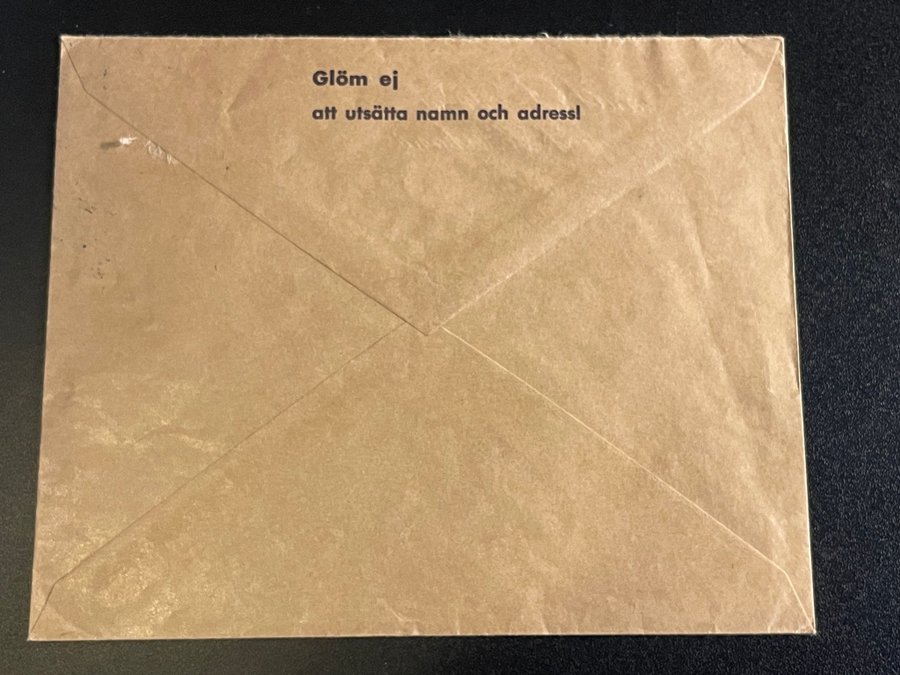 Glöm ej
att utsätta namn och adress!